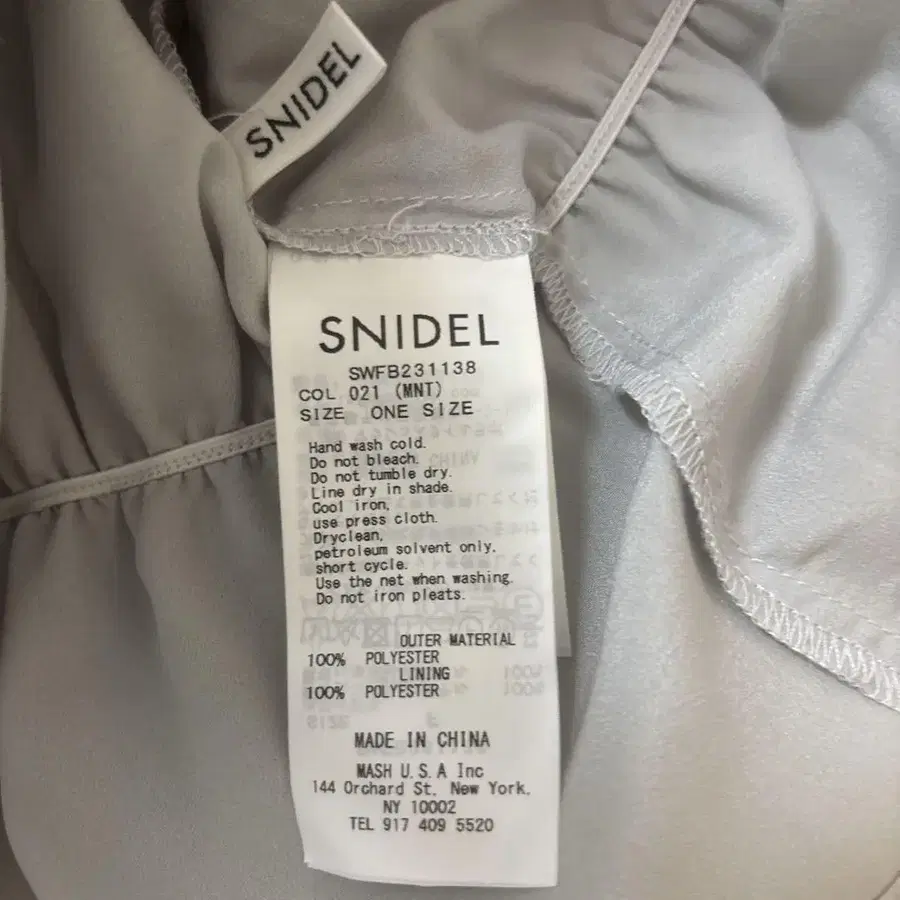 SNIDEL
SNIDEL
SWFB231138
COL 021 (MNT)
SIZE ONE SIZE
Hand wash cold.
Do not bleach.
Do not tumble dry.
Line dry in shade.
Cool iron,
use press cloth.
Dryclean,
petroleum solvent only,
short cycle.
Use the net when washing.
Do not iron pleats.
OUTER MATERIAL
100% POLYESTER
LINING
100% POLYESTER
MADE IN CHINA
MASH U.S.A Inc
144 Orchard St, New York,
NY 10002
TEL 917 409 5520